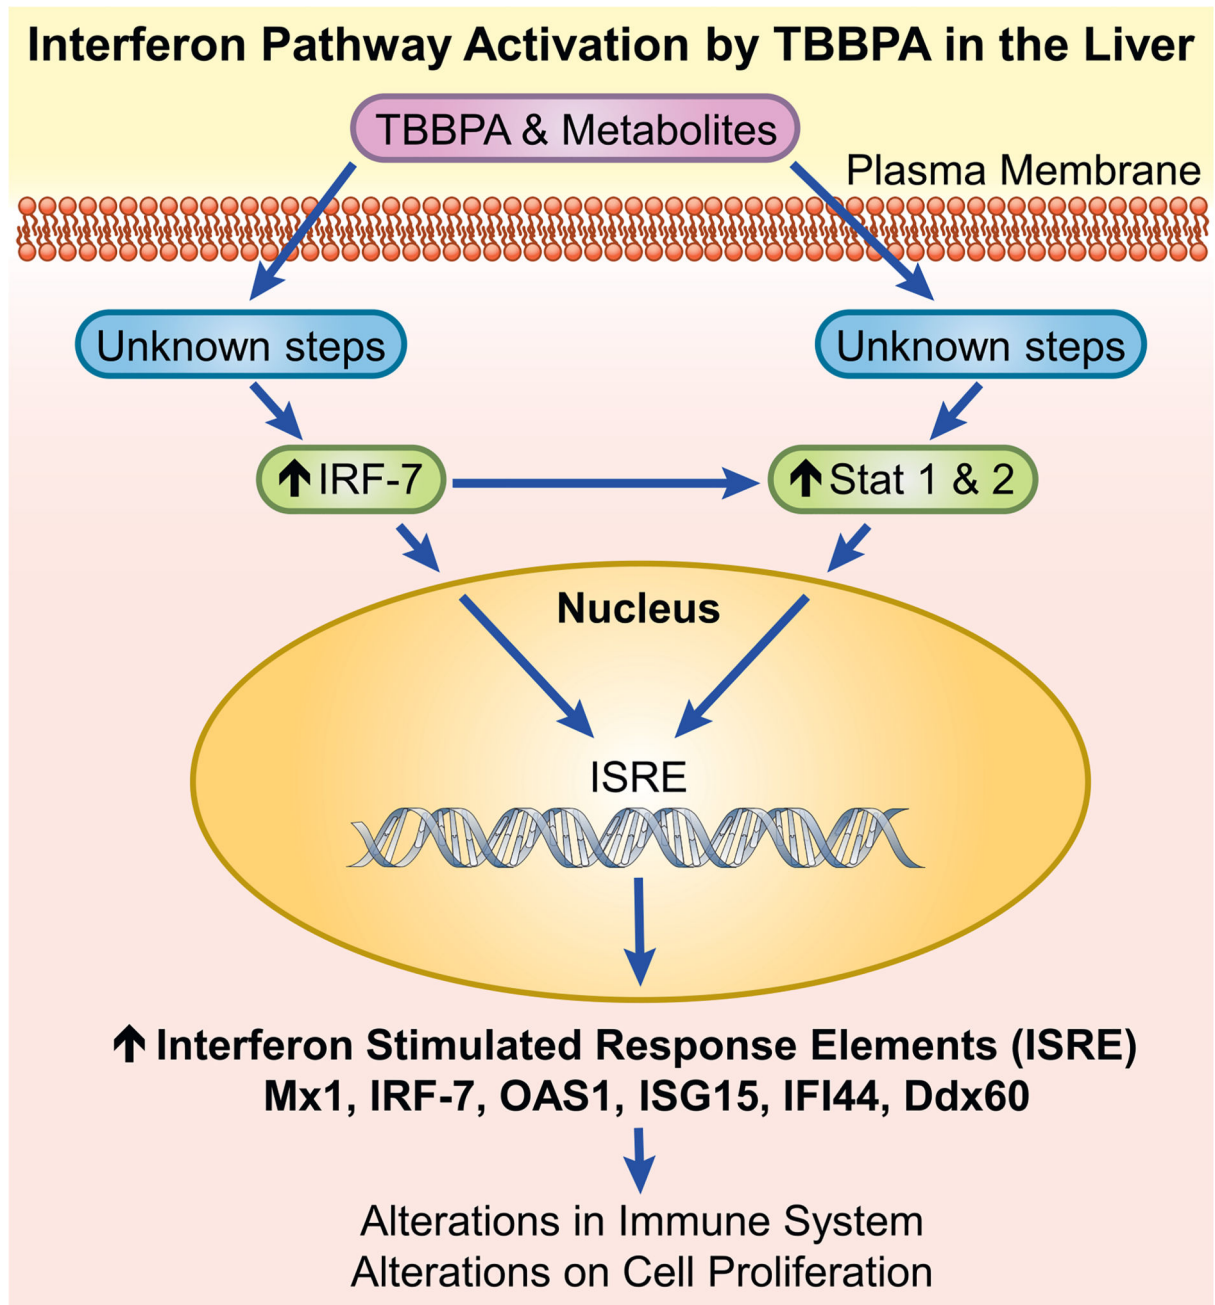 Interferon Pathway Activation by TBBPA in the Liver
TBBPA & Metabolites
Plasma Membrane
Unknown steps
Unknown steps
↑ IRF-7
↑ Stat 1 & 2
Nucleus
ISRE
↑ Interferon Stimulated Response Elements (ISRE)
Mx1, IRF-7, OAS1, ISG15, IFI44, Ddx60
Alterations in Immune System
Alterations on Cell Proliferation